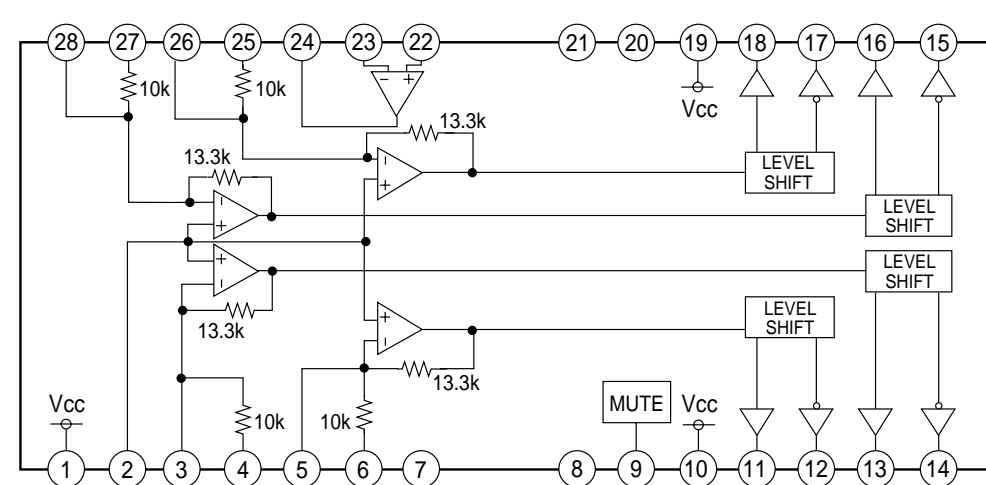 28 27 26 25 24 23 22 21 20 19 18 17 16 15
10k 10k - + Vcc
13.3k
- +
LEVEL
SHIFT
13.3k
- +
LEVEL
SHIFT
+ -
LEVEL
SHIFT
13.3k
+ -
LEVEL
SHIFT
13.3k
Vcc 10k 10k MUTE Vcc
1 2 3 4 5 6 7 8 9 10 11 12 13 14